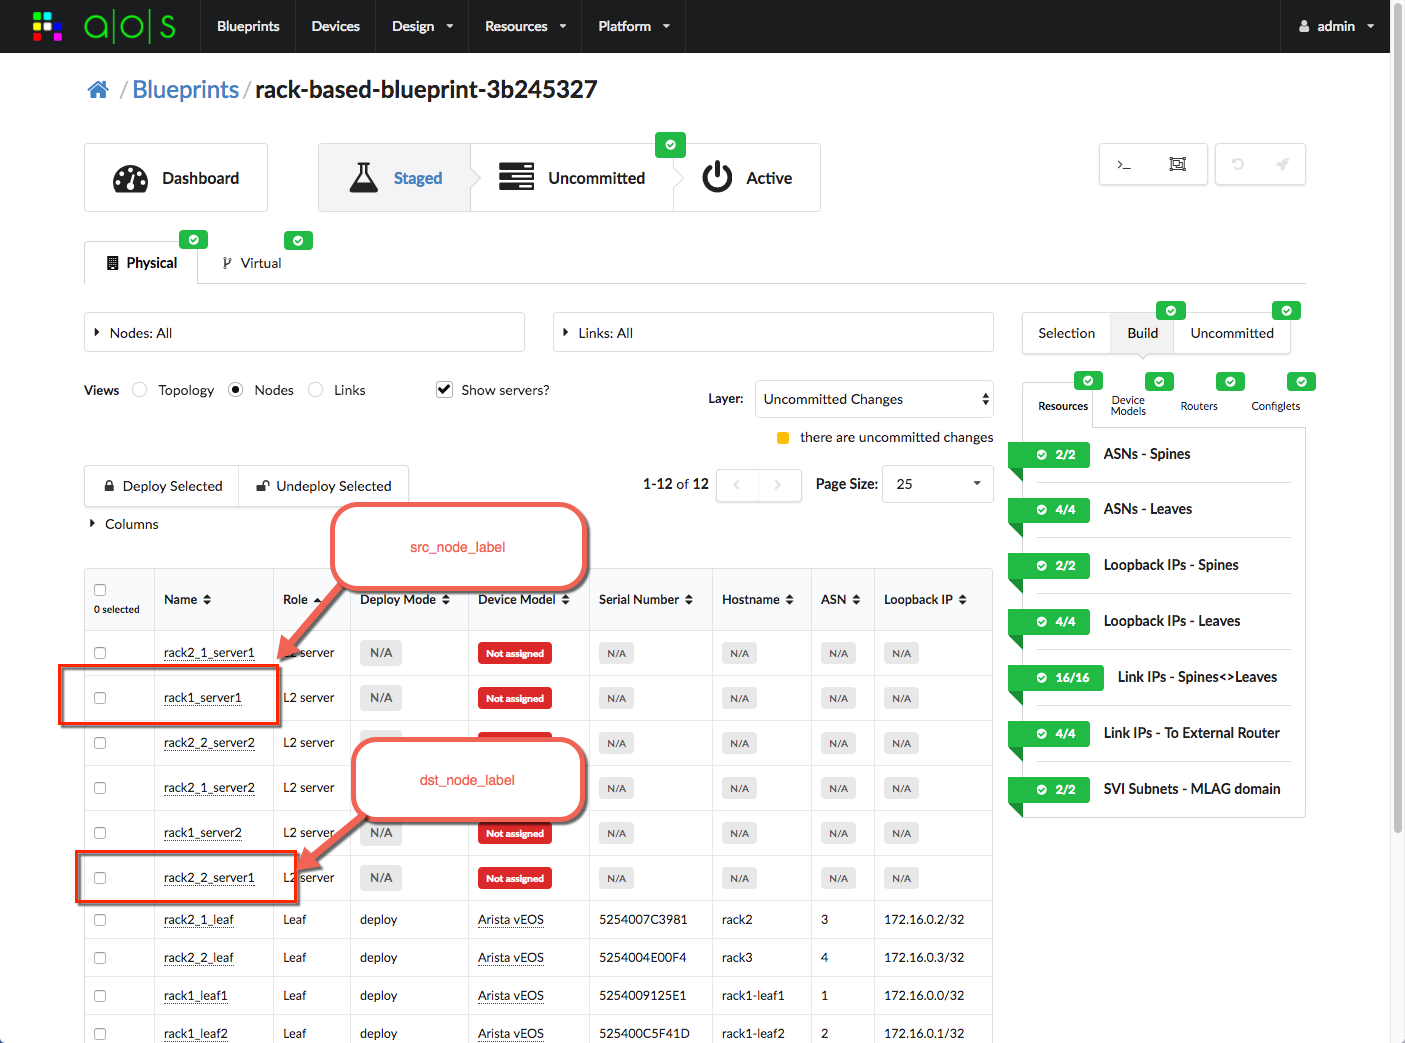 a|o|s Blueprints Devices Design Resources Platform admin
/ Blueprints / rack-based-blueprint-3b245327
Dashboard Staged Uncommitted Active >_
Physical Virtual
Nodes: All Links: All Selection Build Uncommitted
Views Topology Nodes Links Show servers?
Layer: Uncommitted Changes
there are uncommitted changes
Resources Device Models Routers Configlets
Deploy Selected Undeploy Selected 1-12 of 12 Page Size: 25
Columns
src_node_label
0 selected Name Role Deploy Mode Device Model Serial Number Hostname ASN Loopback IP
rack2_1_server1 server N/A Not assigned N/A N/A N/A N/A
rack1_server1 L2 server N/A Not assigned N/A N/A N/A N/A
rack2_2_server2 L2 server N/A N/A N/A N/A
dst_node_label
rack2_1_server2 L2 server N/A N/A N/A N/A
rack1_server2 L2 server N/A Not assigned N/A N/A N/A N/A
rack2_2_server1 L2 server N/A Not assigned N/A N/A N/A N/A
rack2_1_leaf Leaf deploy Arista vEOS 5254007C3981 rack2 3 172.16.0.2/32
rack2_2_leaf Leaf deploy Arista vEOS 5254004E00F4 rack3 4 172.16.0.3/32
rack1_leaf1 Leaf deploy Arista vEOS 5254009125E1 rack1-leaf1 1 172.16.0.0/32
rack1_leaf2 Leaf deploy Arista vEOS 525400C5F41D rack1-leaf2 2 172.16.0.1/32
2/2 ASNs - Spines
4/4 ASNs - Leaves
2/2 Loopback IPs - Spines
4/4 Loopback IPs - Leaves
16/16 Link IPs - Spines<>Leaves
4/4 Link IPs - To External Router
2/2 SVI Subnets - MLAG domain